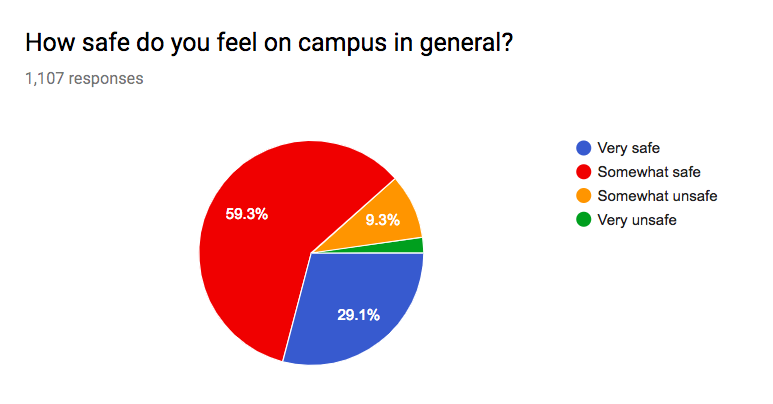 How safe do you feel on campus in general?
1,107 responses
59.3%
9.3%
29.1%
Very safe
Somewhat safe
Somewhat unsafe
Very unsafe